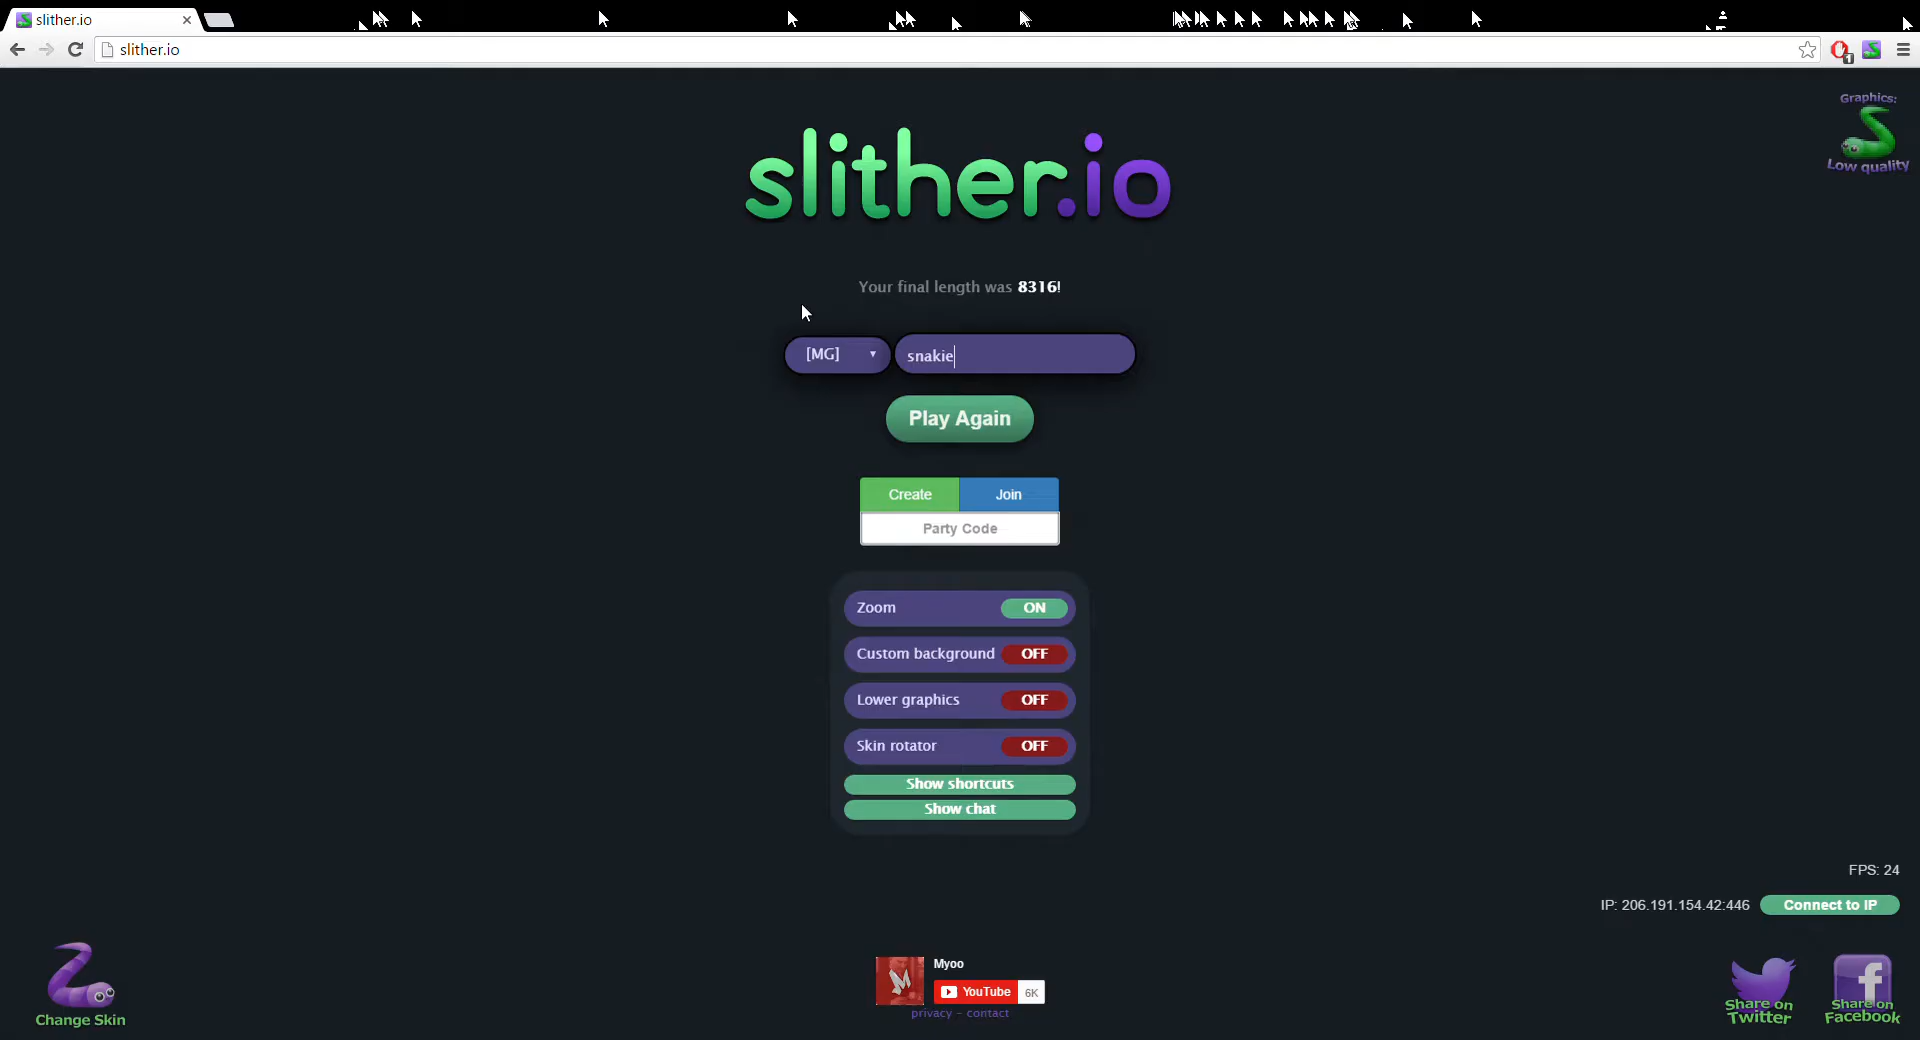 slither.io
slither.io
Graphics:
Low quality
slither.io
Your final length was 8316!
[MG] snakie
Play Again
Create Join
Party Code
Zoom ON
Custom background OFF
Lower graphics OFF
Skin rotator OFF
Show shortcuts
Show chat
FPS: 24
IP: 206.191.154.42:446 Connect to IP
Myoo
YouTube 6K
privacy - contact
Change Skin
Share on
Twitter
Share on
Facebook